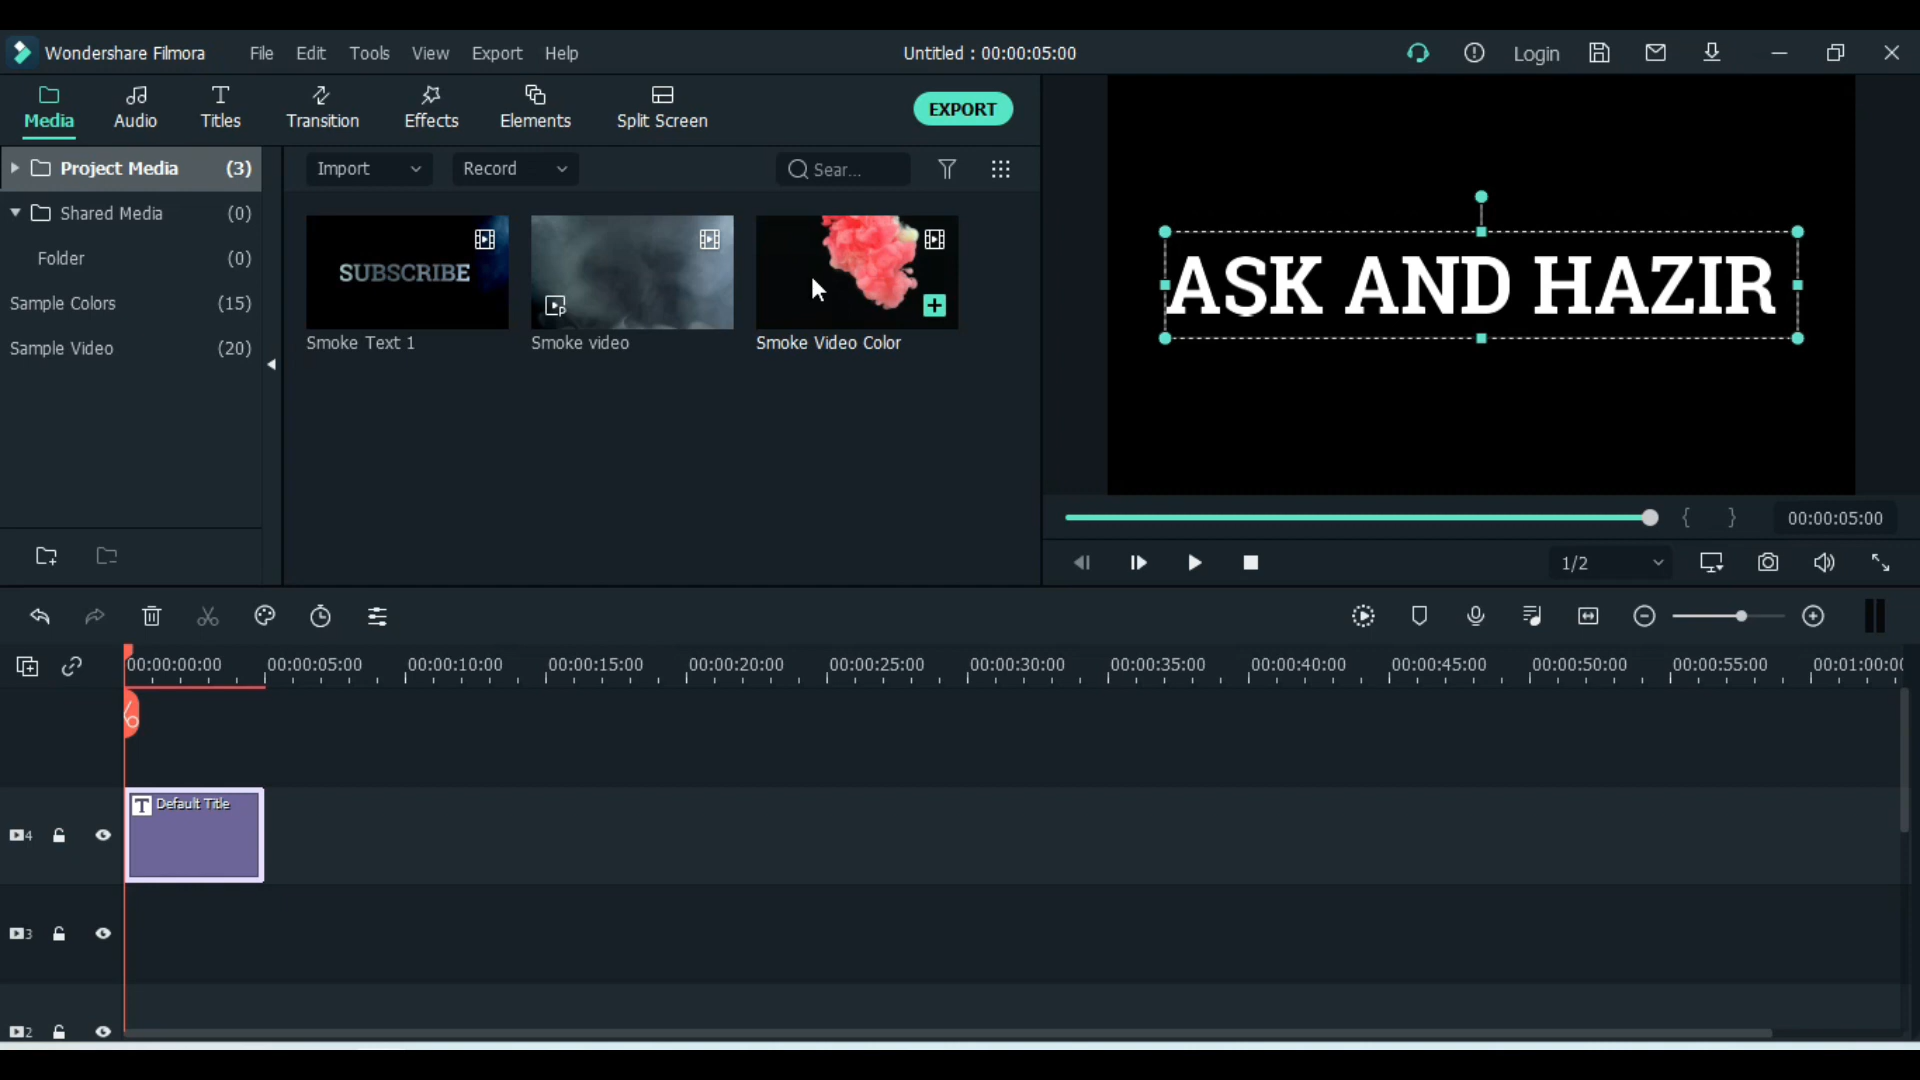 Wondershare Filmora File Edit Tools View Export Help Untitled : 00:00:05:00 Login
Media Audio Titles Transition Effects Elements Split Screen EXPORT
Project Media (3)
Shared Media (0)
Folder (0)
Sample Colors (15)
Sample Video (20)
Import Record Sear...
SUBSCRIBE
Smoke Text 1 Smoke video Smoke Video Color
ASK AND HAZIR
{ } 00:00:05:00
1/2
00:00:00:00 00:00:05:00 00:00:10:00 00:00:15:00 00:00:20:00 00:00:25:00 00:00:30:00 00:00:35:00 00:00:40:00 00:00:45:00 00:00:50:00 00:00:55:00 00:01:00:0
T Default Title
4
3
2